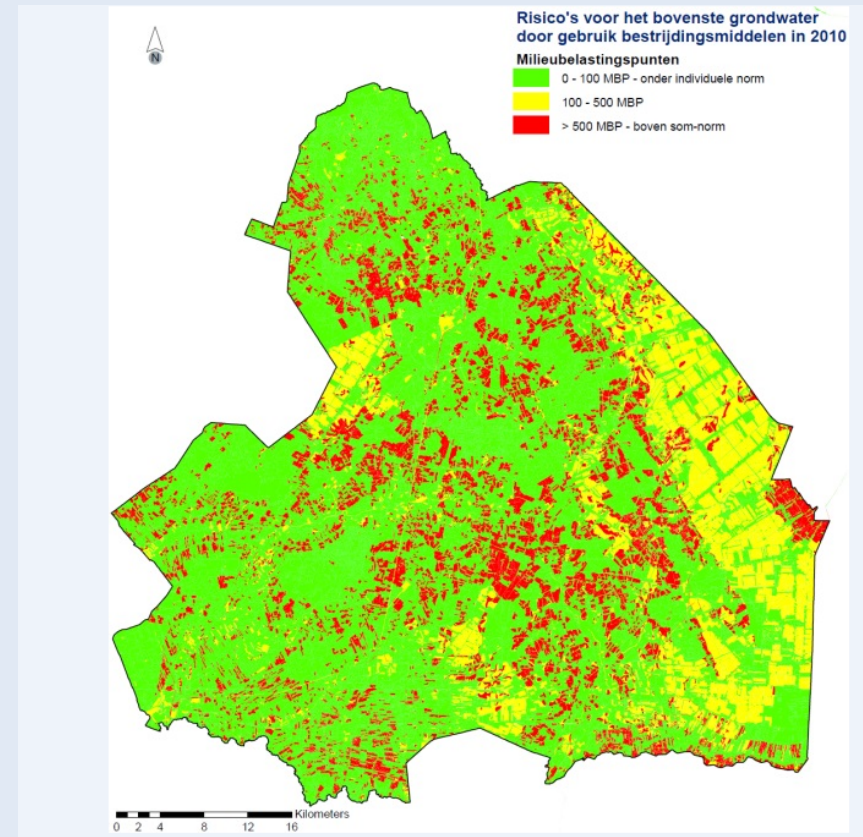 Risico's voor het bovenste grondwater
door gebruik bestrijdingsmiddelen in 2010
Milieubelastingspunten
0 - 100 MBP - onder individuele norm
100 - 500 MBP
> 500 MBP - boven som-norm
N
Kilometers
0 2 4 8 12 16